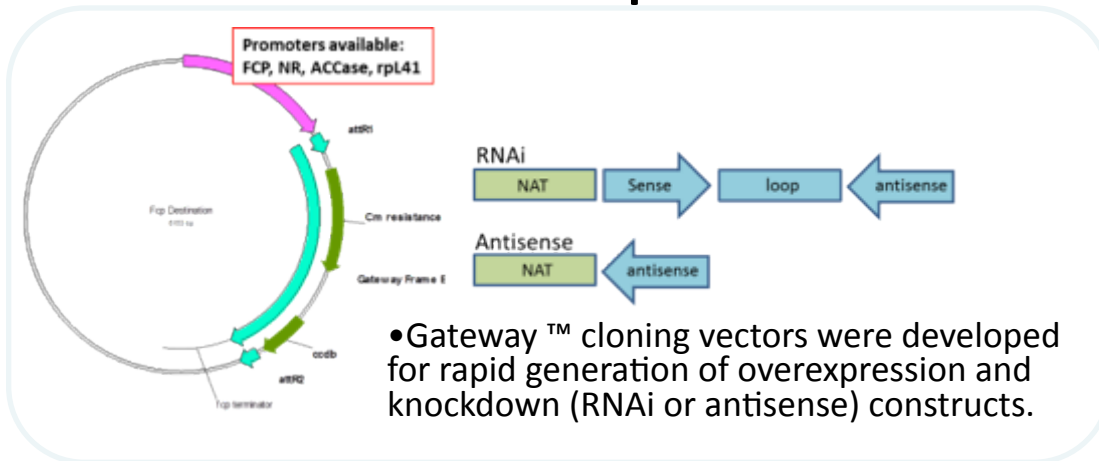 Promoters available:
FCP, NR, ACCase, rpL41
attR1
Fcp Destination
Cm resistance
Gateway Frame E
ccdb
attR2
fcp terminator
RNAi
NAT
Sense
loop
antisense
Antisense
NAT
antisense
•Gateway ™ cloning vectors were developed
for rapid generation of overexpression and
knockdown (RNAi or antisense) constructs.